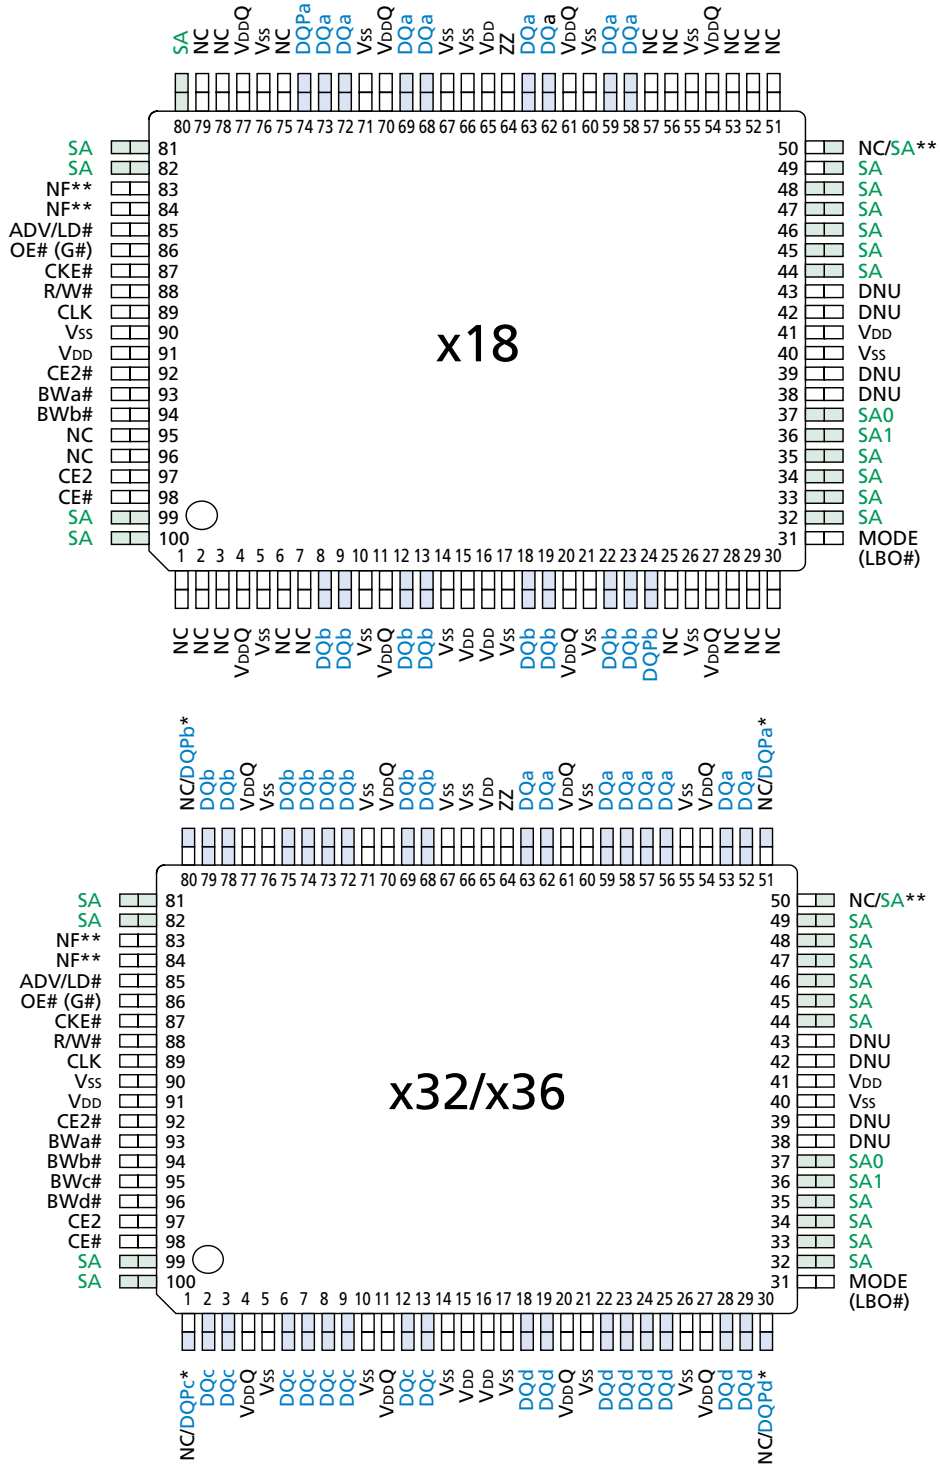 SA NC NC VDDQ VSS NC DQPa DQa DQa VSS VDDQ DQa DQa VSS VSS VDD ZZ DQa DQa VDDQ VSS DQa DQa NC NC VSS VDDQ NC NC NC
80 79 78 77 76 75 74 73 72 71 70 69 68 67 66 65 64 63 62 61 60 59 58 57 56 55 54 53 52 51
SA 81 50 NC/SA**
SA 82 49 SA
NF** 83 48 SA
NF** 84 47 SA
ADV/LD# 85 46 SA
OE# (G#) 86 45 SA
CKE# 87 44 SA
R/W# 88 43 DNU
CLK 89 42 DNU
VSS 90 41 VDD
x18
VDD 91 40 VSS
CE2# 92 39 DNU
BWa# 93 38 DNU
BWb# 94 37 SA0
NC 95 36 SA1
NC 96 35 SA
CE2 97 34 SA
CE# 98 33 SA
SA 99 32 SA
SA 100 31 MODE
(LBO#)
1 2 3 4 5 6 7 8 9 10 11 12 13 14 15 16 17 18 19 20 21 22 23 24 25 26 27 28 29 30
NC NC NC VDDQ VSS NC NC DQb DQb VSS VDDQ DQb DQb VSS VDD VDD VSS DQb DQb VDDQ VSS DQb DQb DQPb NC VSS VDDQ NC NC NC
NC/DQPb* DQb DQb VDDQ VSS DQb DQb DQb DQb VSS VDDQ DQb DQb VSS VSS VDD ZZ DQa DQa VDDQ VSS DQa DQa DQa DQa VSS VDDQ DQa DQa NC/DQPa*
80 79 78 77 76 75 74 73 72 71 70 69 68 67 66 65 64 63 62 61 60 59 58 57 56 55 54 53 52 51
SA 81 50 NC/SA**
SA 82 49 SA
NF** 83 48 SA
NF** 84 47 SA
ADV/LD# 85 46 SA
OE# (G#) 86 45 SA
CKE# 87 44 SA
R/W# 88 43 DNU
CLK 89 42 DNU
VSS 90 41 VDD
x32/x36
VDD 91 40 VSS
CE2# 92 39 DNU
BWa# 93 38 DNU
BWb# 94 37 SA0
BWc# 95 36 SA1
BWd# 96 35 SA
CE2 97 34 SA
CE# 98 33 SA
SA 99 32 SA
SA 100 31 MODE
(LBO#)
1 2 3 4 5 6 7 8 9 10 11 12 13 14 15 16 17 18 19 20 21 22 23 24 25 26 27 28 29 30
NC/DQPc* DQc DQc VDDQ VSS DQc DQc DQc DQc VSS VDDQ DQc DQc VSS VDD VDD VSS DQd DQd VDDQ VSS DQd DQd DQd DQd VSS VDDQ DQd DQd NC/DQPd*